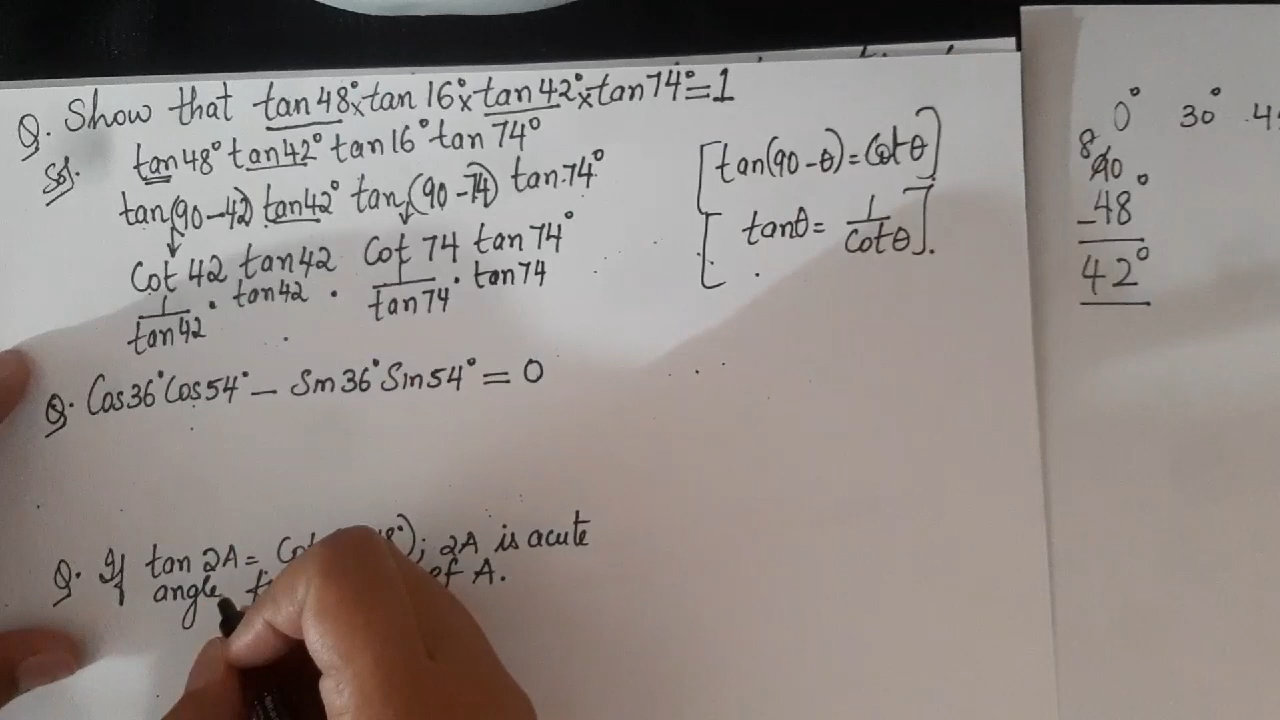 Q. Show that tan 48° x tan 16° x tan 42° x tan 74° = 1
Sol. tan 48° tan 42° tan 16° tan 74°
tan (90-42) tan 42° tan (90-74) tan 74°
Cot 42 tan 42 Cot 74 tan 74°
1/tan 42 · tan 42 · 1/tan 74 · tan 74
[tan(90-θ) = Cot θ]
[tanθ = 1/Cotθ].
Q. Cos 36° Cos 54° - Sin 36° Sin 54° = 0
Q. If tan 2A = ; 2A is acute
angle of A.
0° 30°
8
90
-48°
42°